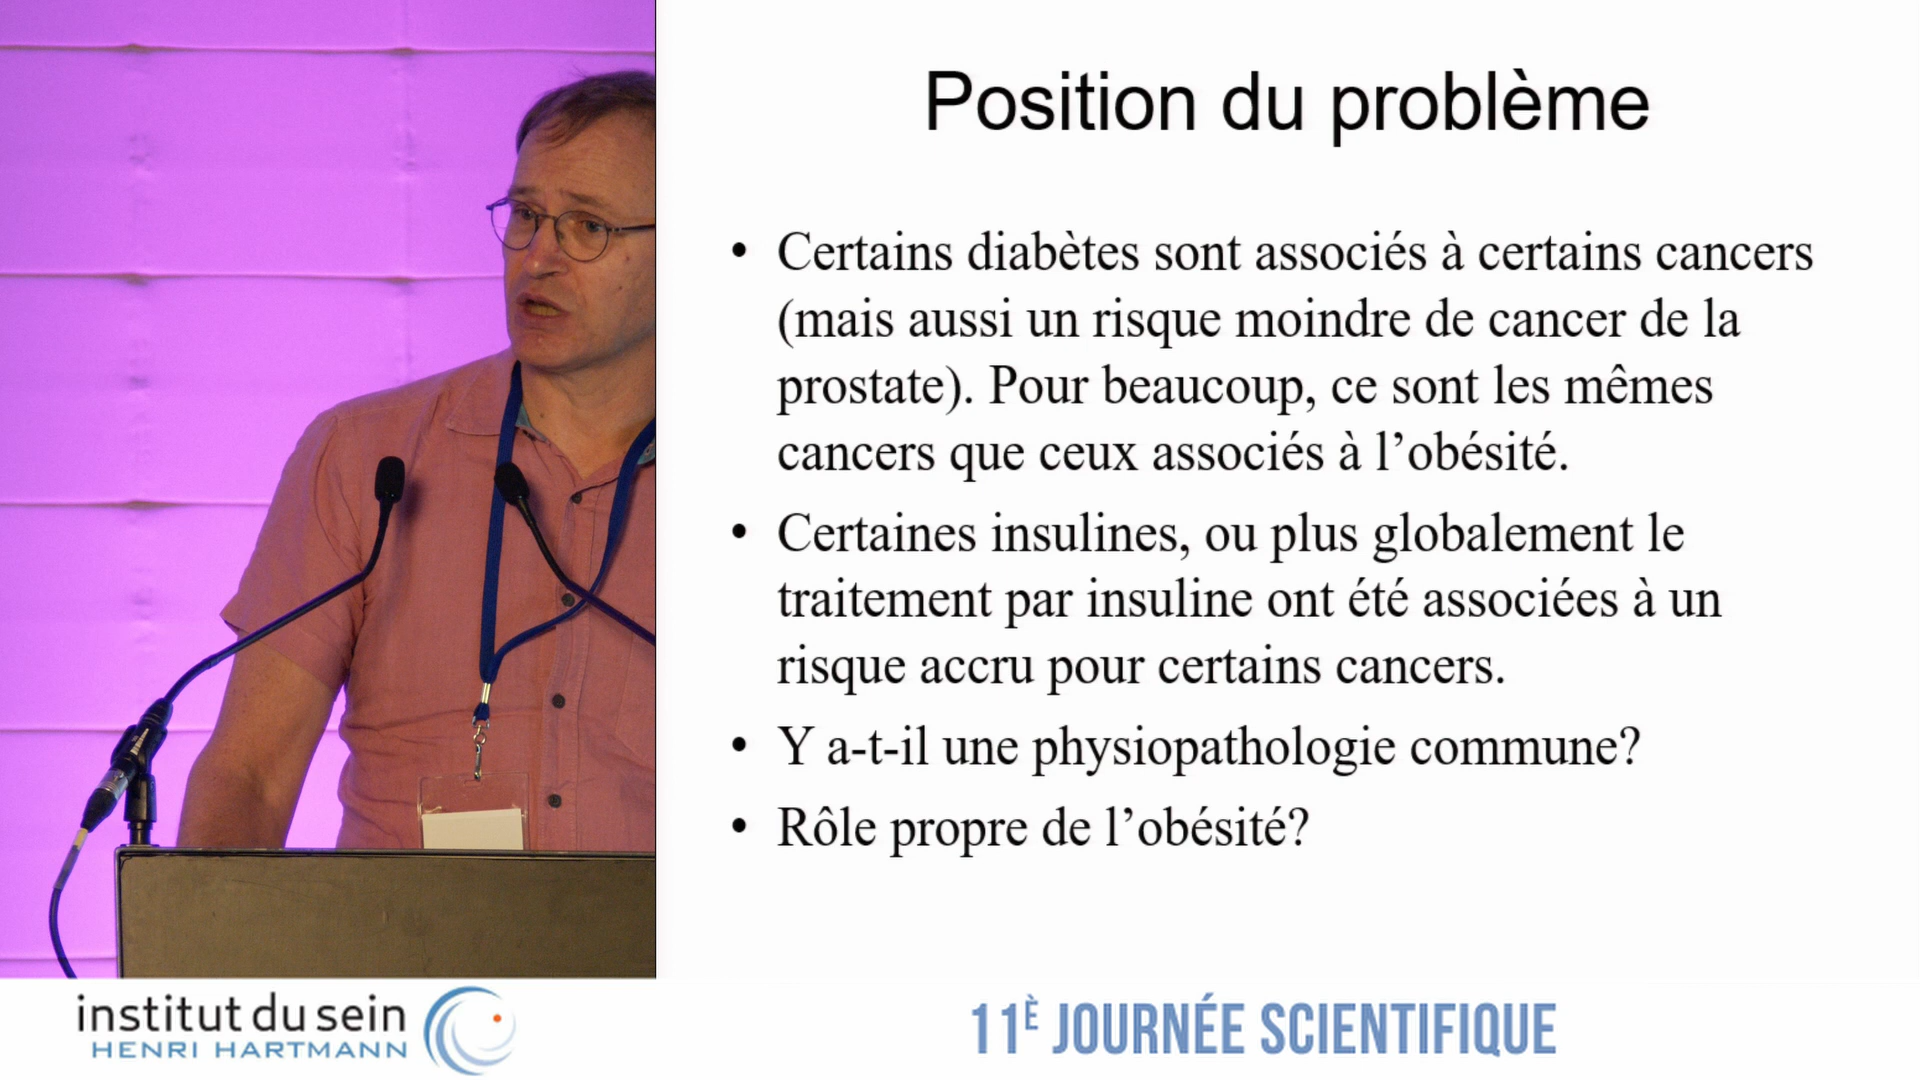 Position du problème
• Certains diabètes sont associés à certains cancers
(mais aussi un risque moindre de cancer de la
prostate). Pour beaucoup, ce sont les mêmes
cancers que ceux associés à l’obésité.
• Certaines insulines, ou plus globalement le
traitement par insuline ont été associées à un
risque accru pour certains cancers.
• Y a-t-il une physiopathologie commune?
• Rôle propre de l’obésité?
institut du sein
HENRI HARTMANN
11È JOURNÉE SCIENTIFIQUE